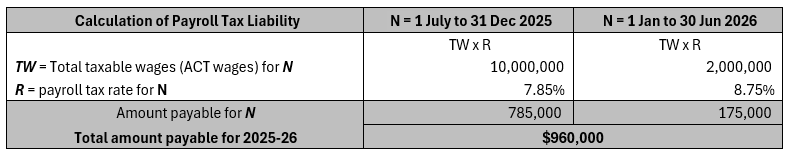 Calculation of Payroll Tax Liability N = 1 July to 31 Dec 2025 N = 1 Jan to 30 Jun 2026
TW x R TW x R
TW = Total taxable wages (ACT wages) for N 10,000,000 2,000,000
R = payroll tax rate for N 7.85% 8.75%
Amount payable for N 785,000 175,000
Total amount payable for 2025-26 $960,000